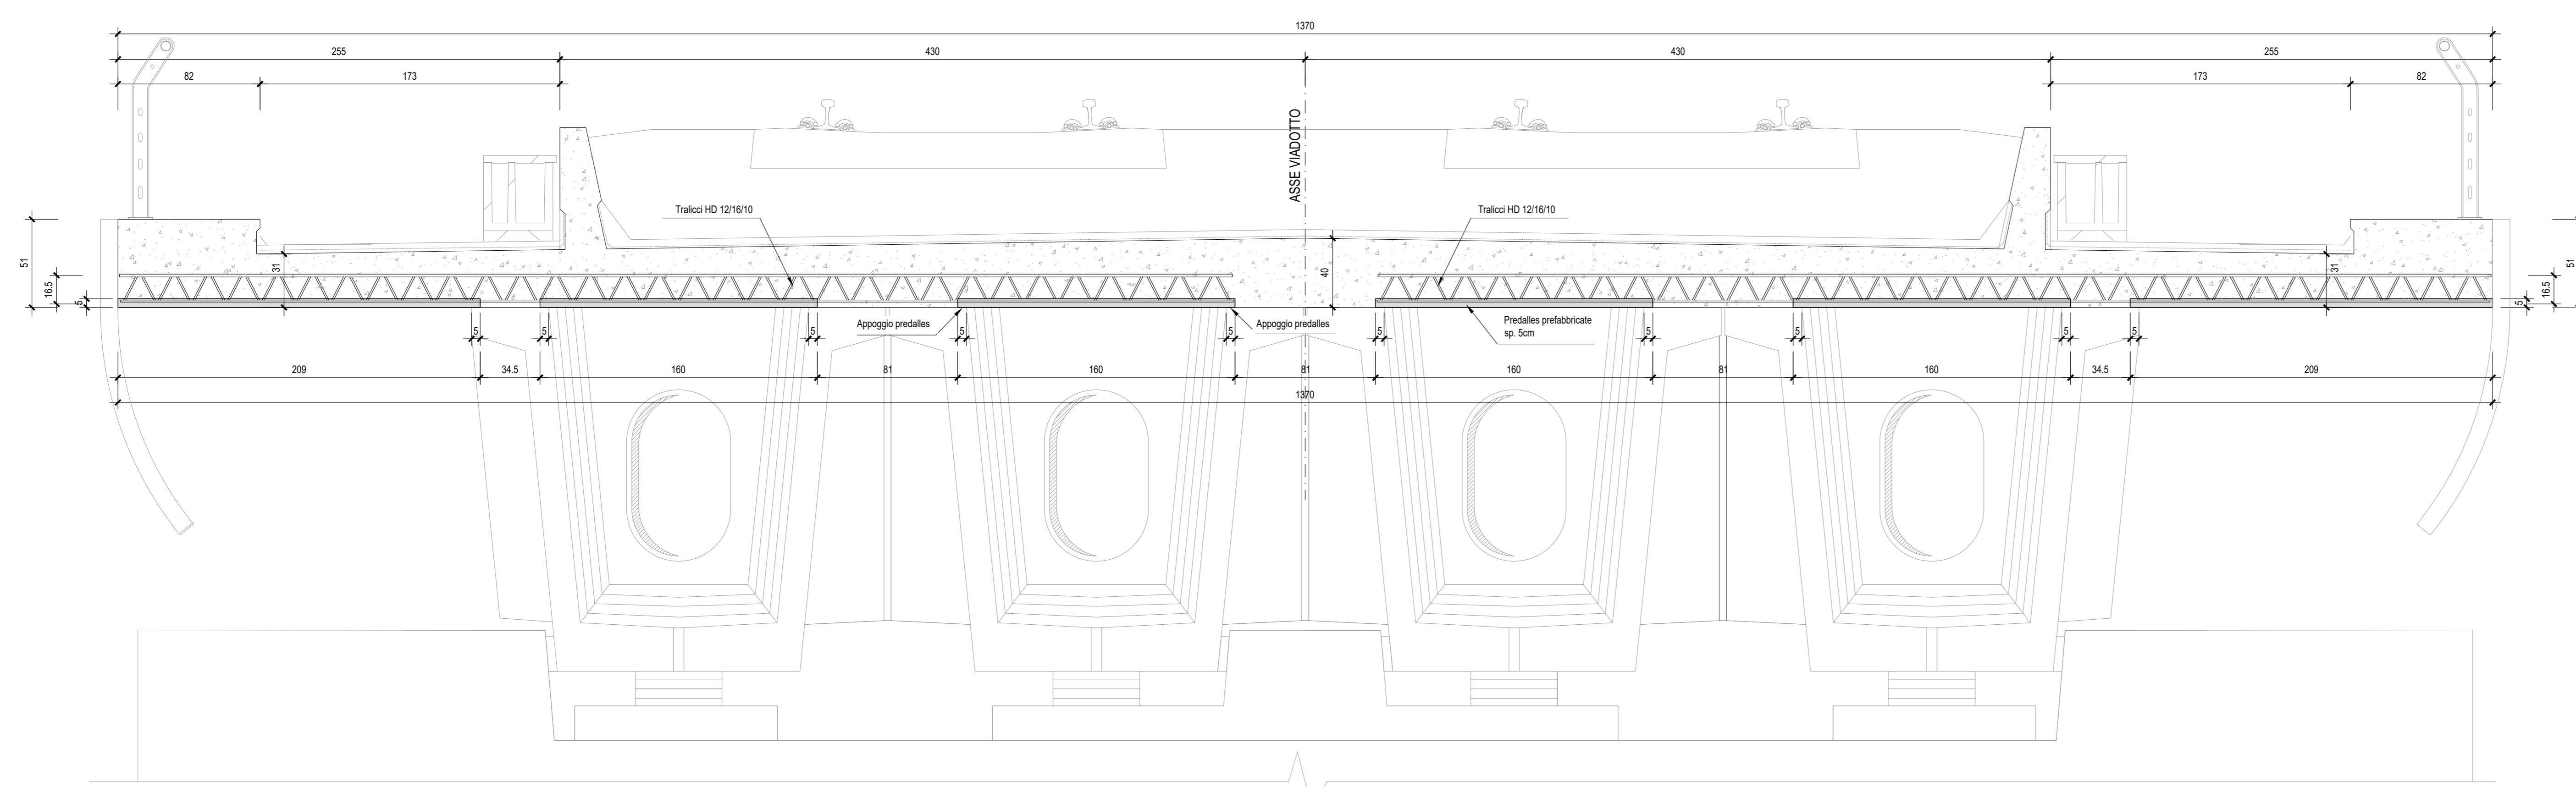 1370
255 430 430 255
82 173 173 82
ASSE VIADOTTO
Tralicci HD 12/16/10 Tralicci HD 12/16/10
51 16.5 5 31 40 31 5 16.5 51
Appoggio predalles Appoggio predalles
Predalles prefabbricate
sp. 5cm
5 5 5 5 5 5 5 5 5 5
209 34.5 160 81 160 81 160 81 160 34.5 209
1370